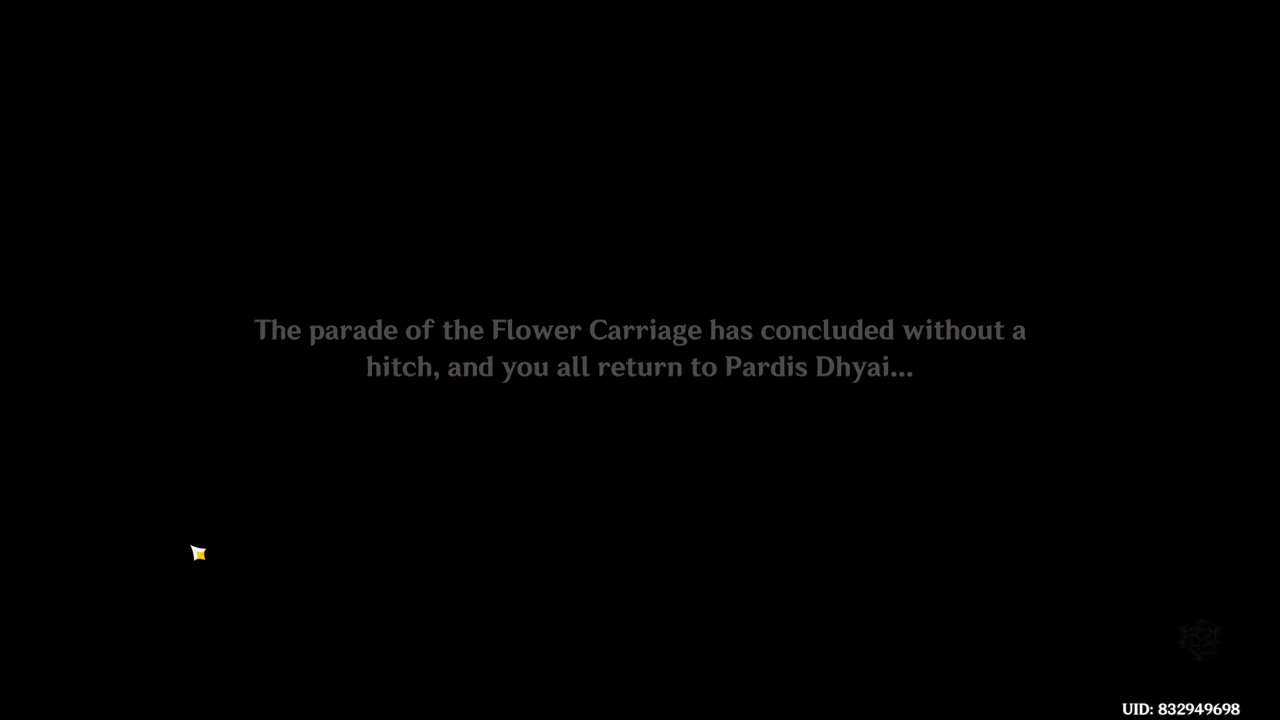 The parade of the Flower Carriage has concluded without a
hitch, and you all return to Pardis Dhyai...
UID: 832949698